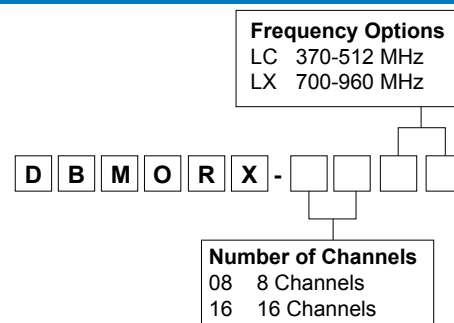 Frequency Options
LC 370-512 MHz
LX 700-960 MHz
D B M O R X -
Number of Channels
08 8 Channels
16 16 Channels